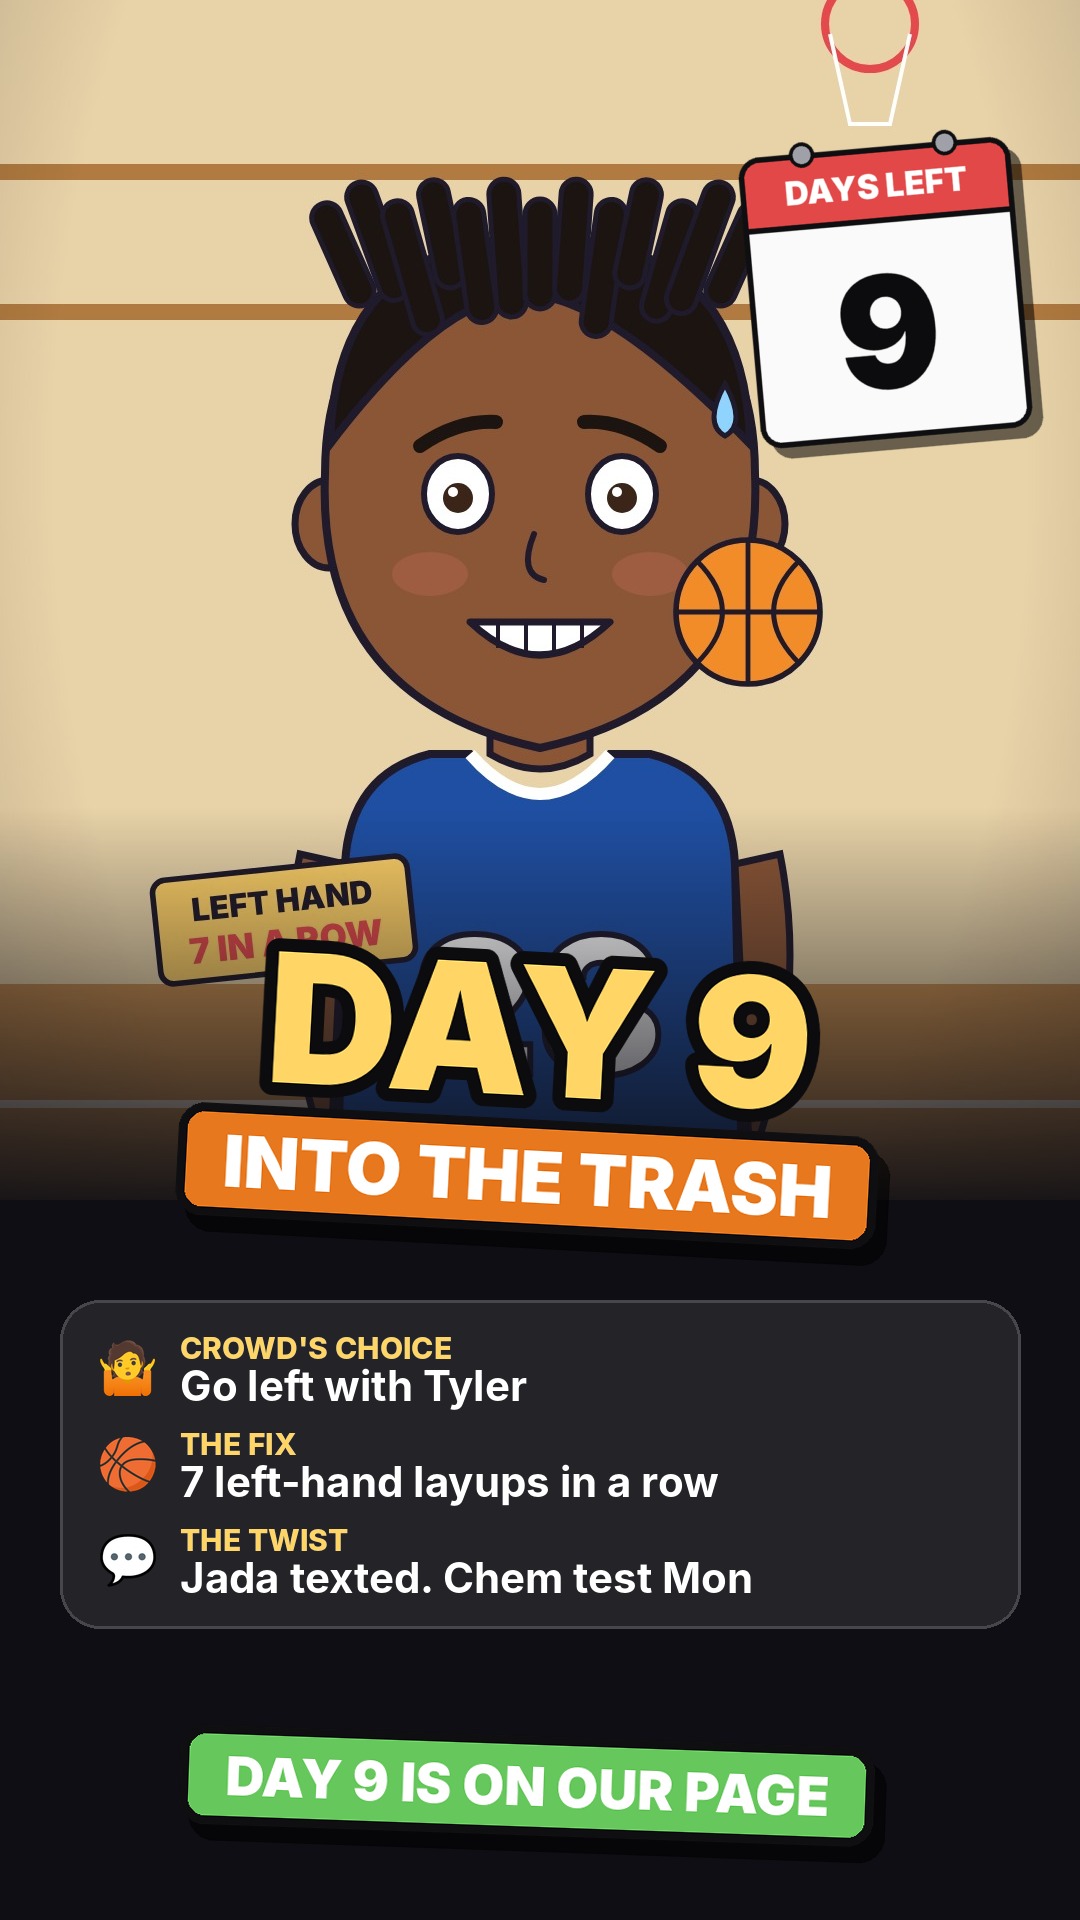 DAYS LEFT
9
LEFT HAND
7 IN A ROW
DAY 9
INTO THE TRASH
CROWD'S CHOICE
Go left with Tyler
THE FIX
7 left-hand layups in a row
THE TWIST
Jada texted. Chem test Mon
DAY 9 IS ON OUR PAGE